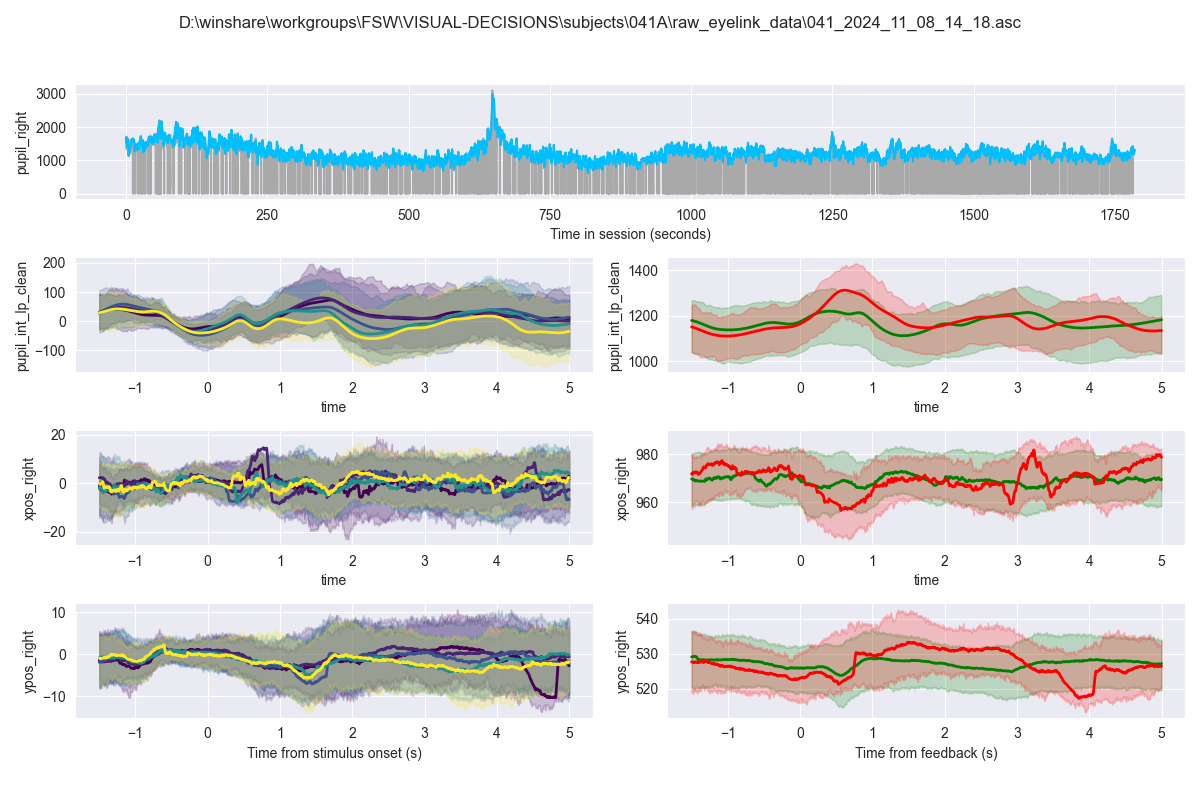 D:\winshare\workgroups\FSW\VISUAL-DECISIONS\subjects\041A\raw_eyelink_data\041_2024_11_08_14_18.asc
pupil_right
3000
2000
1000
0
0 250 500 750 1000 1250 1500 1750
Time in session (seconds)
pupil_int_lp_clean
200
100
0
−100
−1 0 1 2 3 4 5
time
pupil_int_lp_clean
1400
1200
1000
−1 0 1 2 3 4 5
time
xpos_right
20
0
−20
−1 0 1 2 3 4 5
time
xpos_right
980
960
−1 0 1 2 3 4 5
time
ypos_right
10
0
−10
−1 0 1 2 3 4 5
Time from stimulus onset (s)
ypos_right
540
530
520
−1 0 1 2 3 4 5
Time from feedback (s)